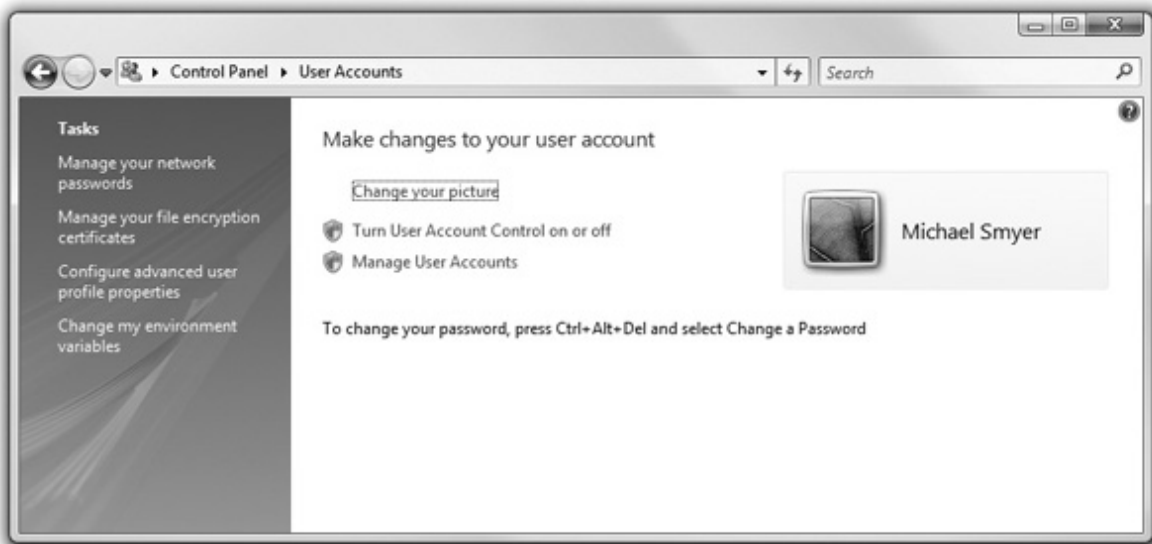 Control Panel ▸ User Accounts
Search
Tasks
Manage your network
passwords
Manage your file encryption
certificates
Configure advanced user
profile properties
Change my environment
variables
Make changes to your user account
Change your picture
Turn User Account Control on or off
Manage User Accounts
Michael Smyer
To change your password, press Ctrl+Alt+Del and select Change a Password